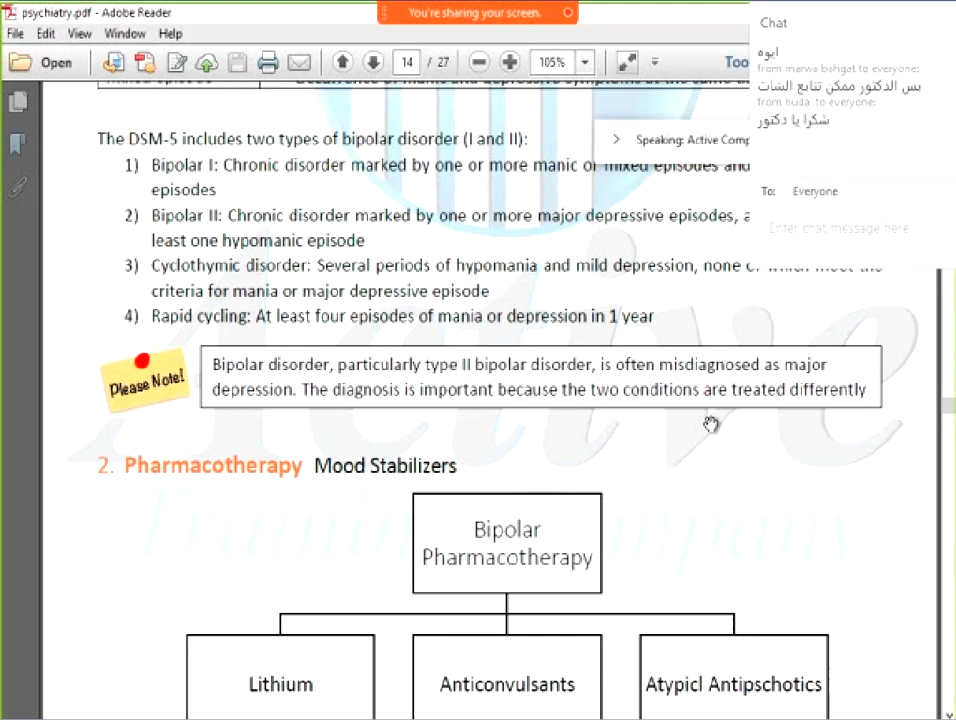 psychiatry.pdf - Adobe Reader
You're sharing your screen.
File Edit View Window Help
Open 14 / 27 105% Too
Chat
ايوه
from marwa bahgat to everyone:
بس الدكتور ممكن تتابع الشات
from huda to everyone:
شكرا يا دكتور
Speaking: Active Comp
To: Everyone
Enter chat message here
The DSM-5 includes two types of bipolar disorder (I and II):
1) Bipolar I: Chronic disorder marked by one or more manic or mixed episodes and
episodes
2) Bipolar II: Chronic disorder marked by one or more major depressive episodes, a
least one hypomanic episode
3) Cyclothymic disorder: Several periods of hypomania and mild depression, none of which meet the
criteria for mania or major depressive episode
4) Rapid cycling: At least four episodes of mania or depression in 1 year
Please Note!
Bipolar disorder, particularly type II bipolar disorder, is often misdiagnosed as major
depression. The diagnosis is important because the two conditions are treated differently
2. Pharmacotherapy Mood Stabilizers
Bipolar
Pharmacotherapy
Lithium
Anticonvulsants
Atypicl Antipschotics
Active
Training Company